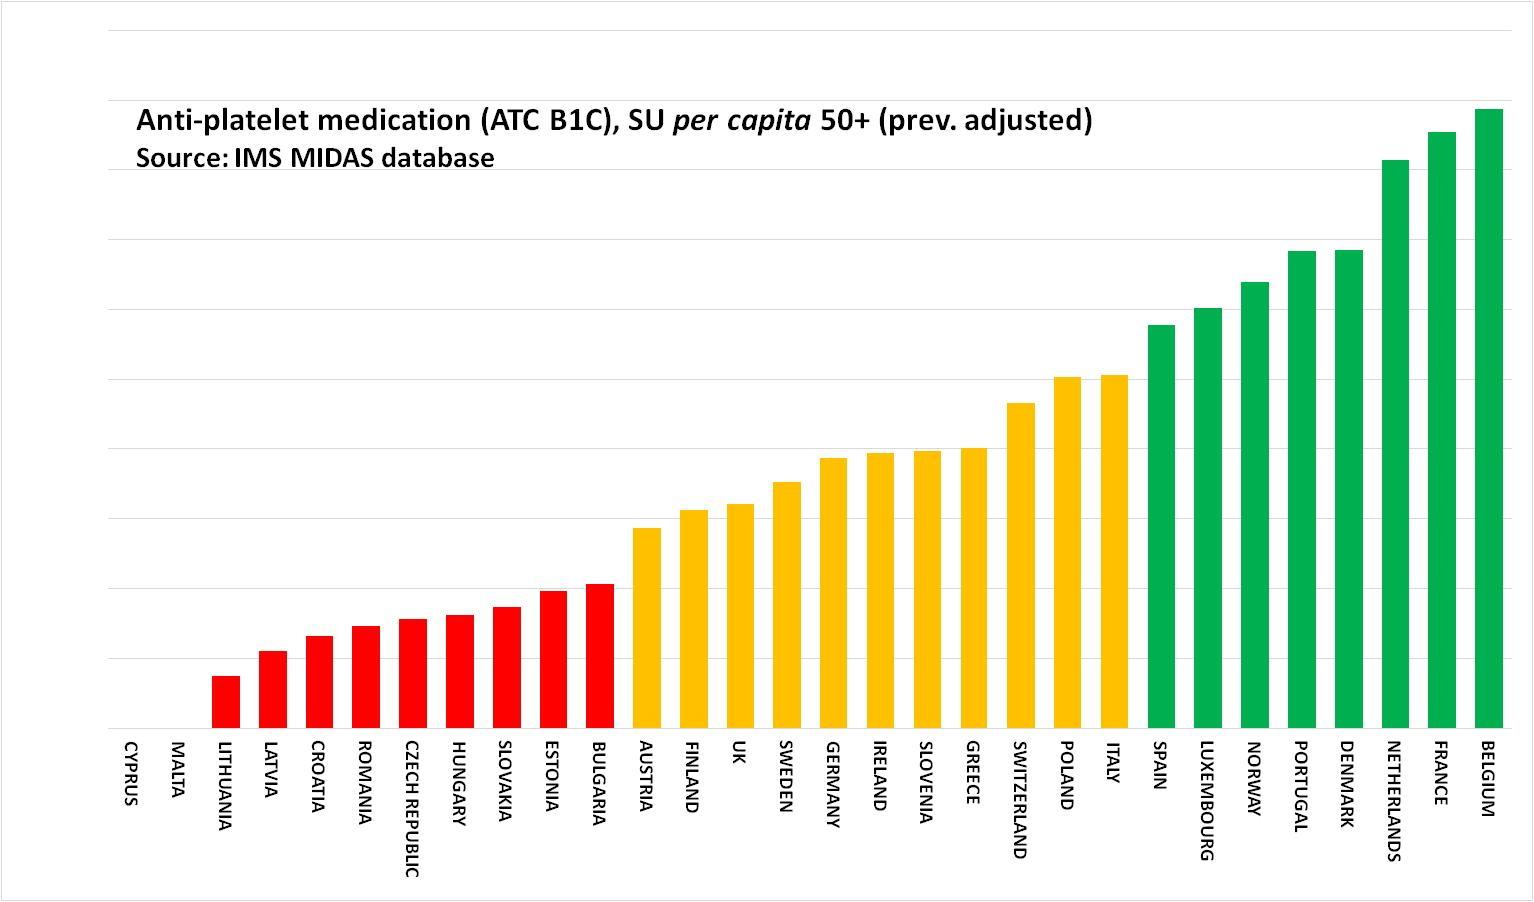 Anti-platelet medication (ATC B1C), SU per capita 50+ (prev. adjusted)
Source: IMS MIDAS database
CYPRUS
MALTA
LITHUANIA
LATVIA
CROATIA
ROMANIA
CZECH REPUBLIC
HUNGARY
SLOVAKIA
ESTONIA
BULGARIA
AUSTRIA
FINLAND
UK
SWEDEN
GERMANY
IRELAND
SLOVENIA
GREECE
SWITZERLAND
POLAND
ITALY
SPAIN
LUXEMBOURG
NORWAY
PORTUGAL
DENMARK
NETHERLANDS
FRANCE
BELGIUM